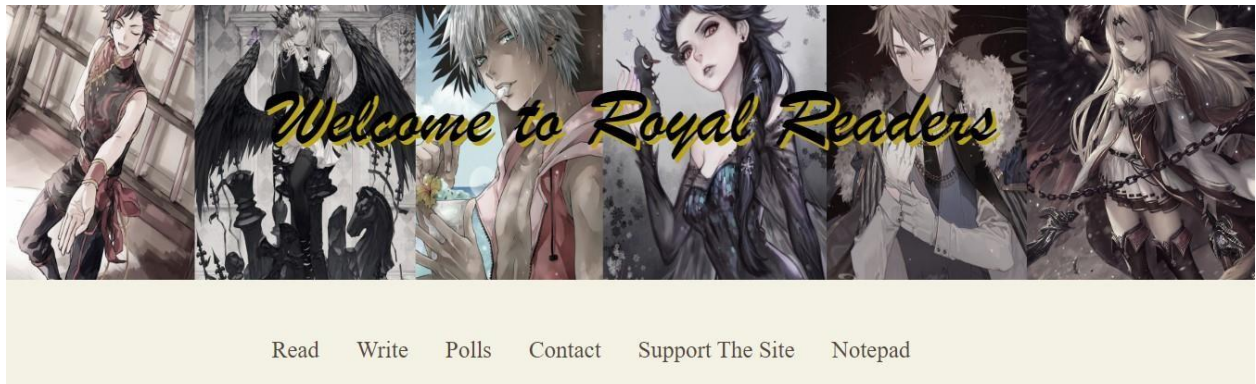 Welcome to Royal Readers
Read Write Polls Contact Support The Site Notepad